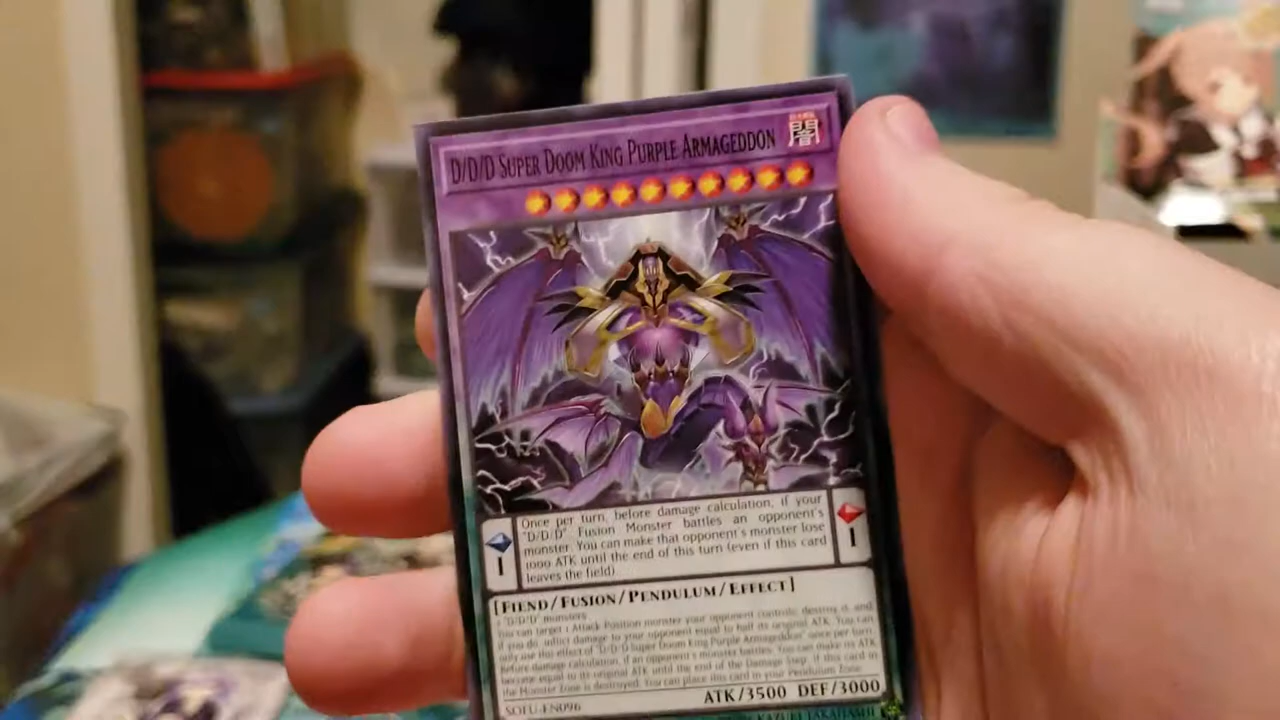 D/D/D SUPER DOOM KING PURPLE ARMAGEDDON
DARK
闇
Once per turn, before damage calculation, if your
"D/D/D" Fusion Monster battles an opponent's
monster: You can make that opponent's monster lose
1000 ATK until the end of this turn (even if this card
leaves the field).
1
1
[FIEND/FUSION/PENDULUM/EFFECT]
"D/D/D" monsters
You can target 1 Attack Position monster your opponent controls; destroy it, and
if you do, inflict damage to your opponent equal to half its original ATK. You can
only use this effect of "D/D/D Super Doom King Purple Armageddon" once per turn.
Before damage calculation, if an opponent's monster battles: You can make its ATK
become equal to its original ATK until the end of the Damage Step. If this card in
the Monster Zone is destroyed: You can place this card in your Pendulum Zone.
ATK/3500 DEF/3000
SOFU-EN096
KAZUKI TAKAHASHI